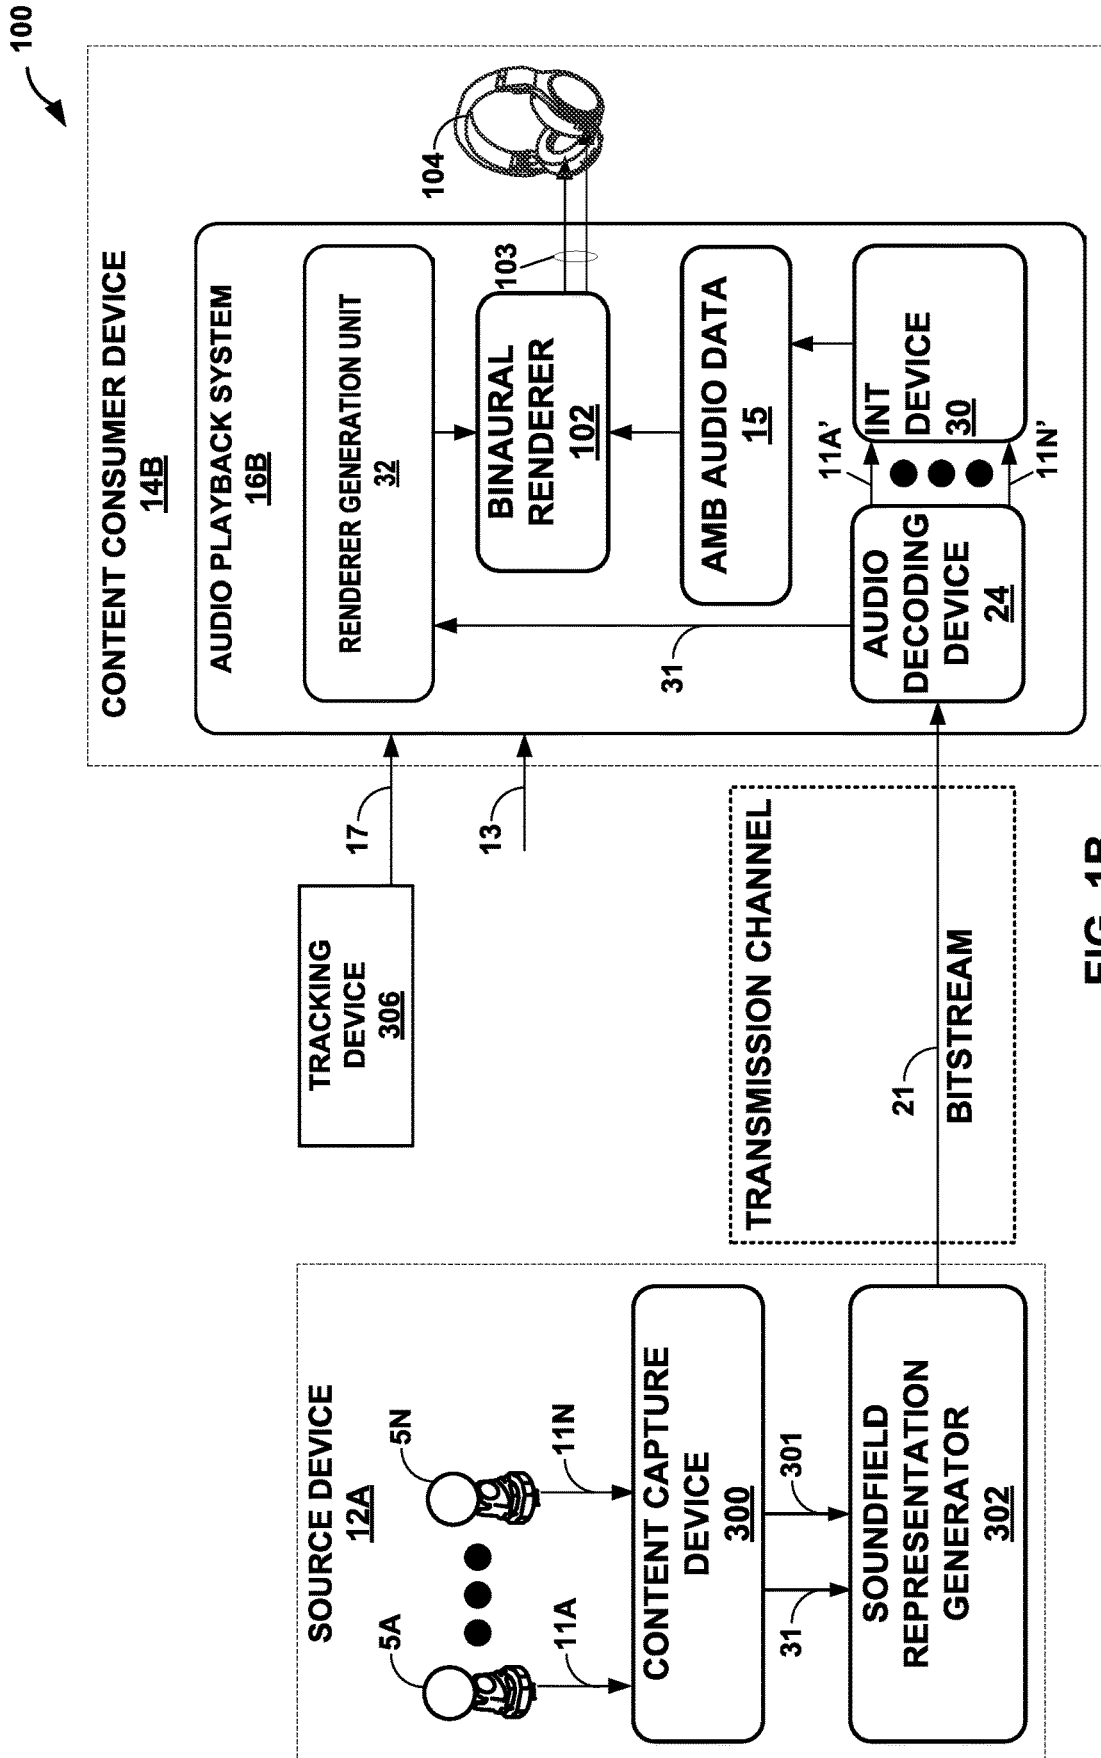 100
CONTENT CONSUMER DEVICE
14B
AUDIO PLAYBACK SYSTEM
16B
RENDERER GENERATION UNIT
32
104
103
BINAURAL
RENDERER
102
AMB AUDIO DATA
15
31
11A'
11N'
INT
DEVICE
30
AUDIO
DECODING
DEVICE
24
17
13
TRACKING
DEVICE
306
TRANSMISSION CHANNEL
21
BITSTREAM
SOURCE DEVICE
12A
5A
5N
11A
11N
CONTENT CAPTURE
DEVICE
300
31
301
SOUNDFIELD
REPRESENTATION
GENERATOR
302
FIG. 1B